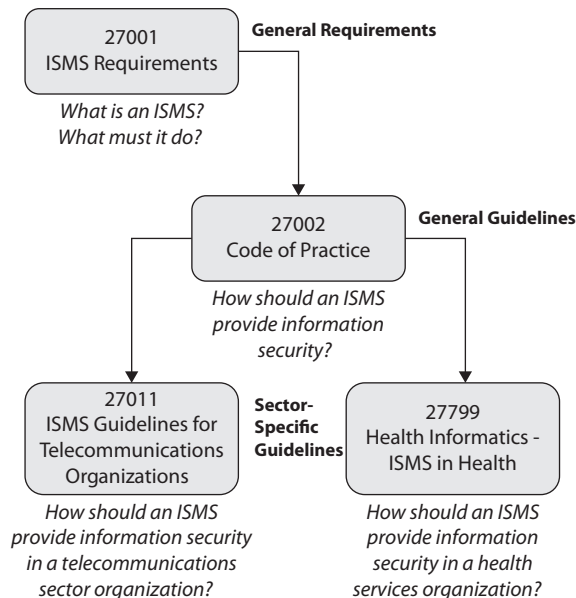 27001
ISMS Requirements
General Requirements
What is an ISMS?
What must it do?
27002
Code of Practice
General Guidelines
How should an ISMS
provide information
security?
27011
ISMS Guidelines for
Telecommunications
Organizations
Sector-
Specific
Guidelines
27799
Health Informatics -
ISMS in Health
How should an ISMS
provide information security
in a telecommunications
sector organization?
How should an ISMS
provide information
security in a health
services organization?